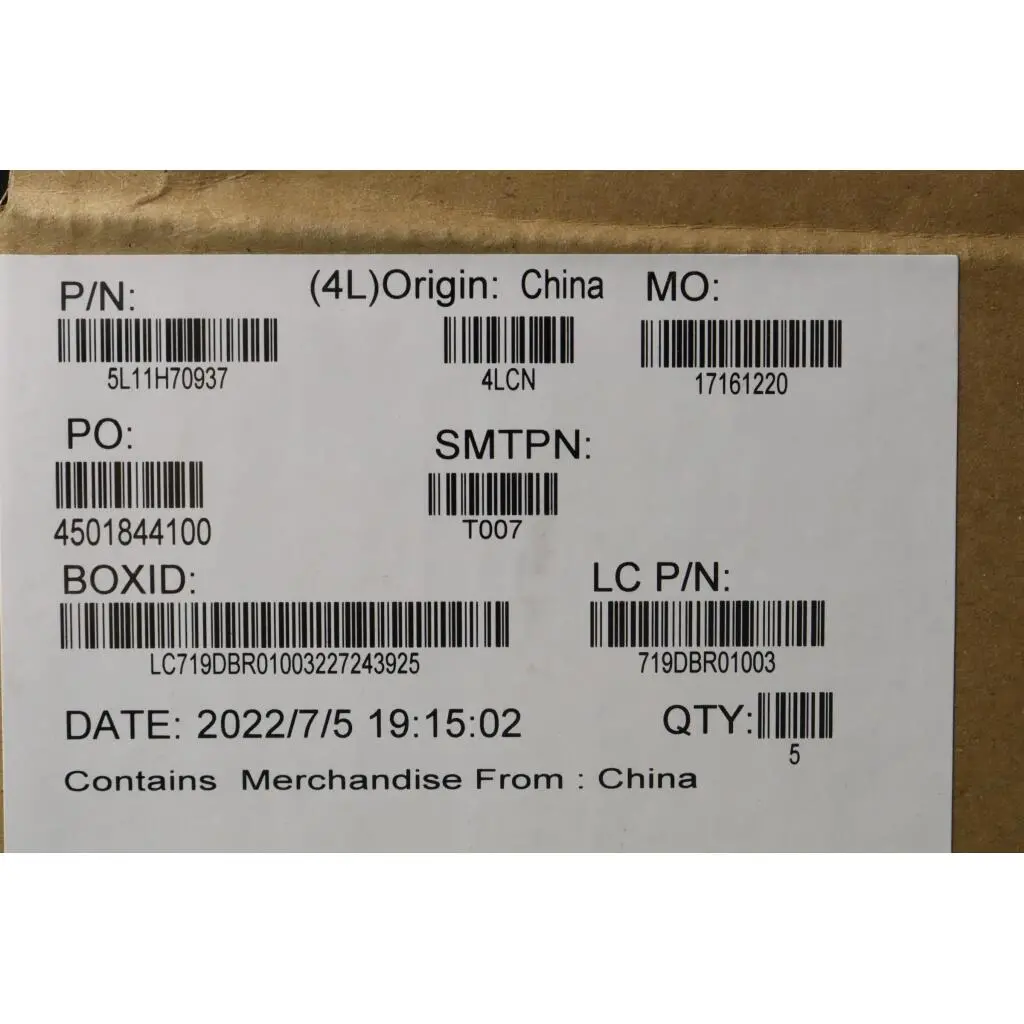 P/N: (4L)Origin: China MO:
5L11H70937 4LCN 17161220
PO: SMTPN:
4501844100 T007
BOXID: LC P/N:
LC719DBR01003227243925 719DBR01003
DATE: 2022/7/5 19:15:02 QTY:
5
Contains Merchandise From : China